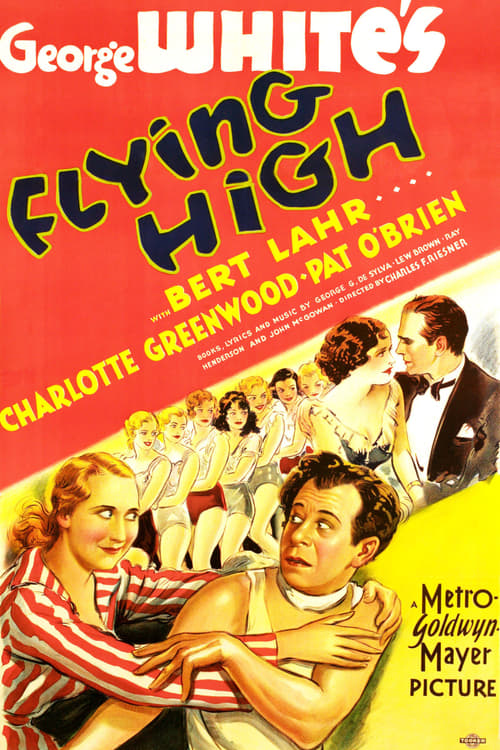 George WHITE'S
FLYING
HIGH
WITH BERT LAHR.....
CHARLOTTE GREENWOOD · PAT O'BRIEN
BOOKS, LYRICS AND MUSIC BY GEORGE G. DE SYLVA - LEW BROWN - RAY
HENDERSON AND JOHN McGOWAN - DIRECTED BY CHARLES F. RIESNER
A METRO-
Goldwyn-
MAYER
PICTURE
TOOKER